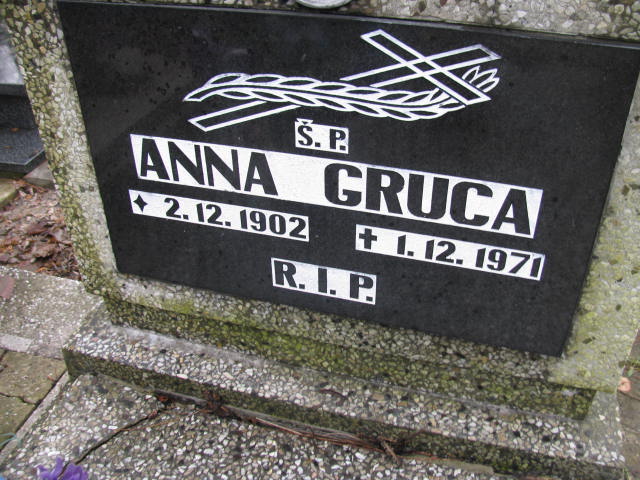 Š. P.
ANNA GRUCA
✦ 2. 12. 1902 ✝ 1. 12. 1971
R. I. P.